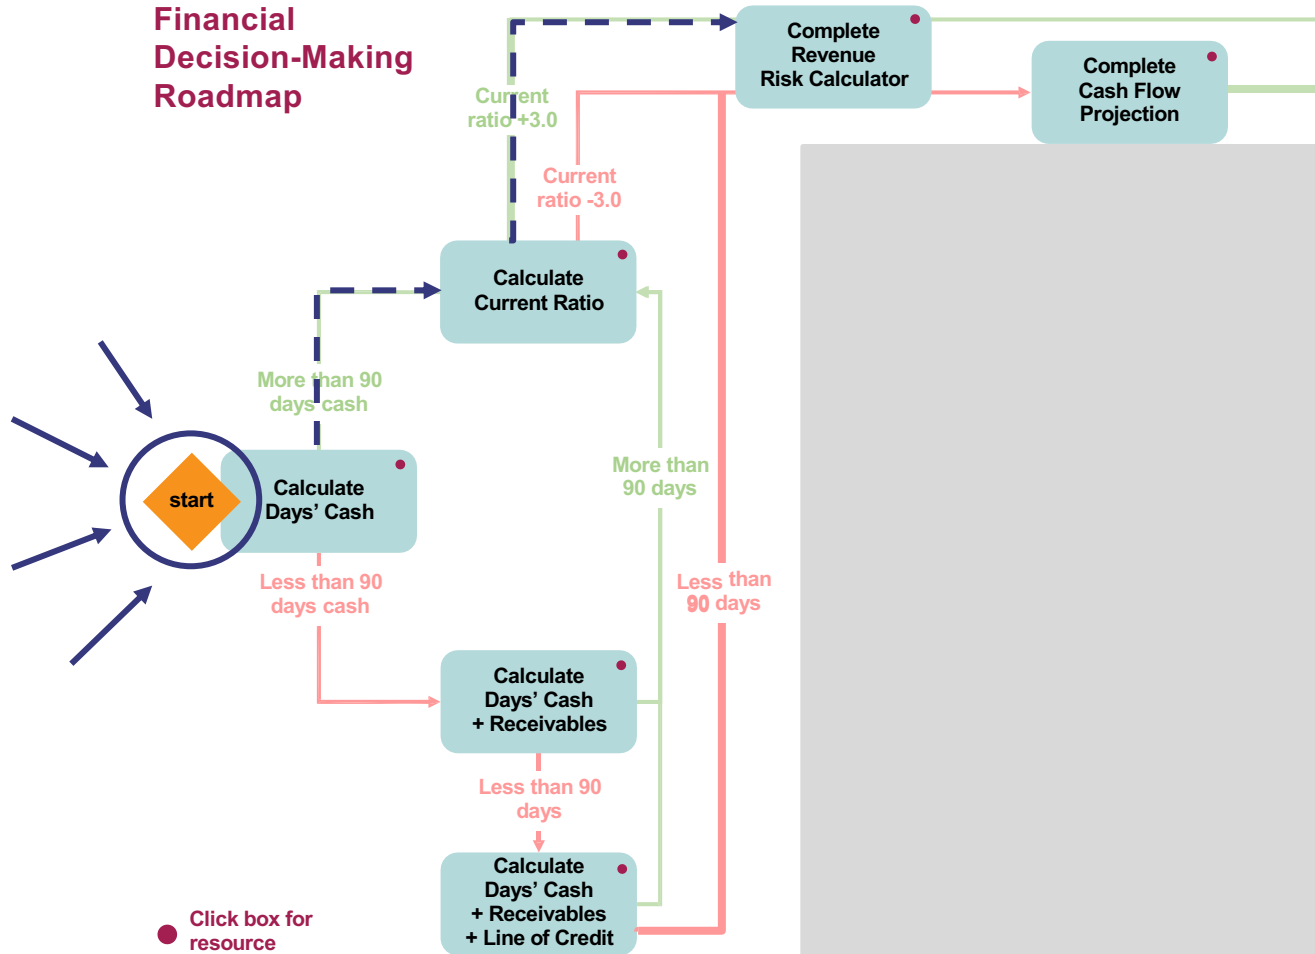 Financial
Decision-Making
Roadmap
Complete
Revenue
Risk Calculator
Complete
Cash Flow
Projection
Current
ratio +3.0
Current
ratio -3.0
Calculate
Current Ratio
More than 90
days cash
start
Calculate
Days’ Cash
More than
90 days
Less than 90
days cash
Less than
90 days
Calculate
Days’ Cash
+ Receivables
Less than 90
days
Calculate
Days’ Cash
+ Receivables
+ Line of Credit
Click box for
resource